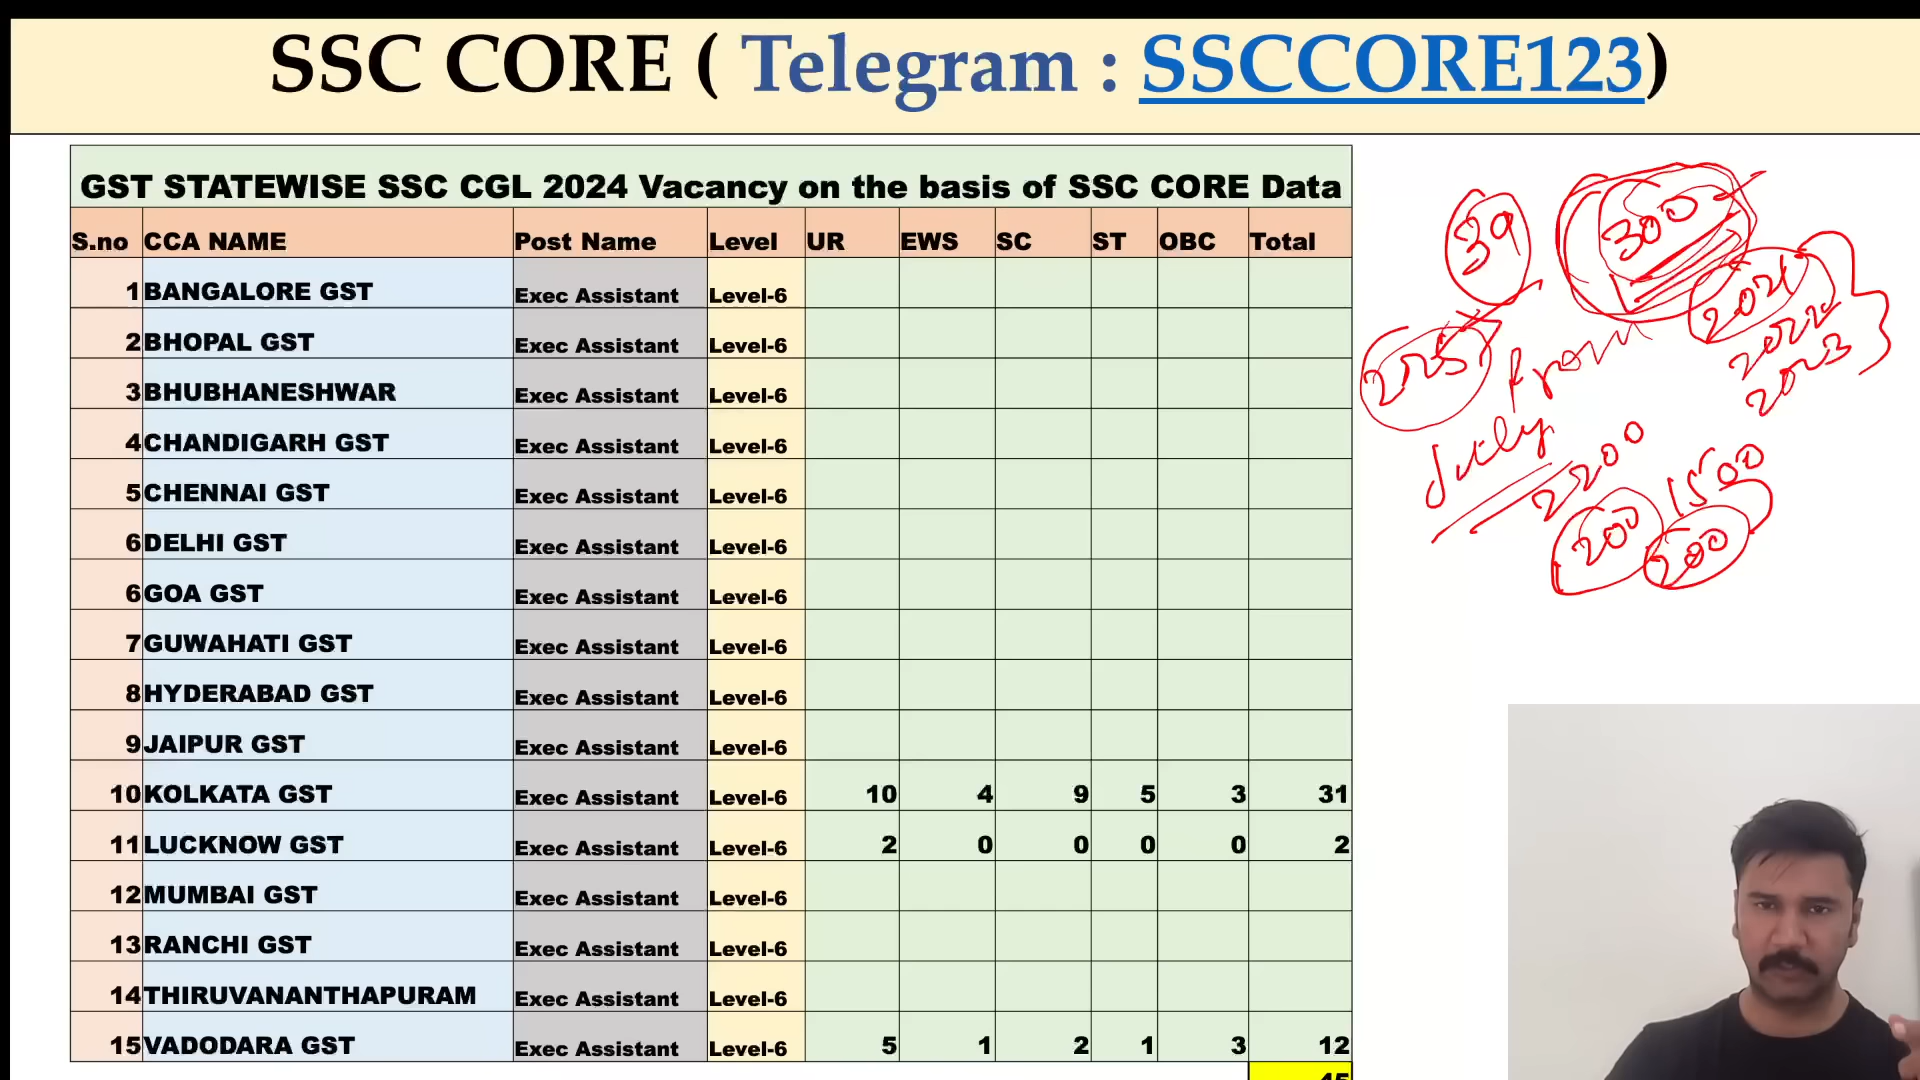 SSC CORE ( Telegram : SSCCORE123)
GST STATEWISE SSC CGL 2024 Vacancy on the basis of SSC CORE Data
S.no CCA NAME Post Name Level UR EWS SC ST OBC Total
1 BANGALORE GST Exec Assistant Level-6
2 BHOPAL GST Exec Assistant Level-6
3 BHUBHANESHWAR Exec Assistant Level-6
4 CHANDIGARH GST Exec Assistant Level-6
5 CHENNAI GST Exec Assistant Level-6
6 DELHI GST Exec Assistant Level-6
6 GOA GST Exec Assistant Level-6
7 GUWAHATI GST Exec Assistant Level-6
8 HYDERABAD GST Exec Assistant Level-6
9 JAIPUR GST Exec Assistant Level-6
10 KOLKATA GST Exec Assistant Level-6 10 4 9 5 3 31
11 LUCKNOW GST Exec Assistant Level-6 2 0 0 0 0 2
12 MUMBAI GST Exec Assistant Level-6
13 RANCHI GST Exec Assistant Level-6
14 THIRUVANANTHAPURAM Exec Assistant Level-6
15 VADODARA GST Exec Assistant Level-6 5 1 2 1 3 12
45
39 300
2021
2022
2023
2025 from
July
2200 1500
200 200